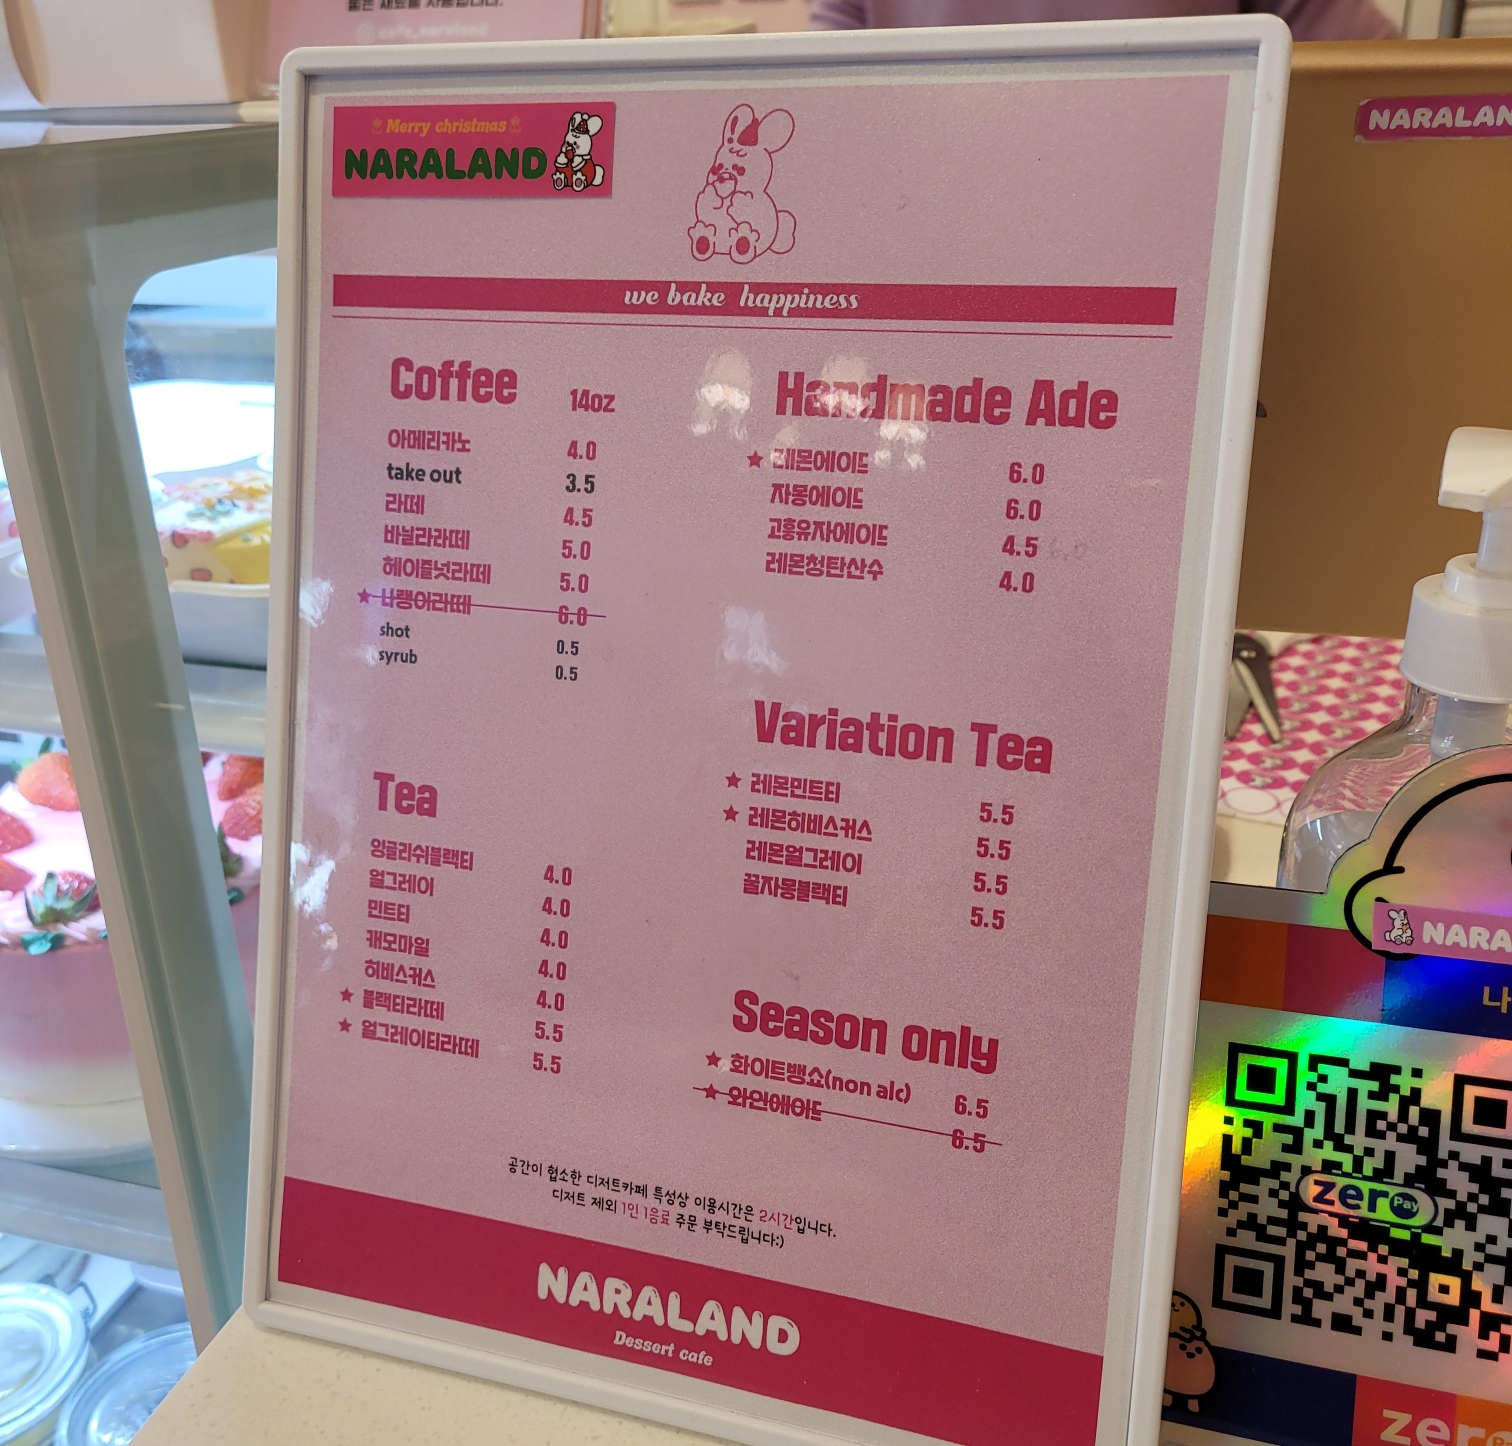 @cafe_naraland
Merry christmas
NARALAND
we bake happiness
Coffee 14oz
아메리카노 4.0
take out 3.5
라떼 4.5
바닐라라떼 5.0
헤이즐넛라떼 5.0
★ 나랭이라떼 6.0
shot 0.5
syrub 0.5
Tea
잉글리쉬블랙티 4.0
얼그레이 4.0
민트티 4.0
캐모마일 4.0
히비스커스 4.0
★ 블랙티라떼 5.5
★ 얼그레이티라떼 5.5
Handmade Ade
★ 레몬에이드 6.0
자몽에이드 6.0
고흥유자에이드 4.5 6.0
레몬청탄산수 4.0
Variation Tea
★ 레몬민트티 5.5
★ 레몬히비스커스 5.5
레몬얼그레이 5.5
꿀자몽블랙티 5.5
Season only
★ 화이트뱅쇼(non alc) 6.5
★ 와인에이드 6.5
공간이 협소한 디저트카페 특성상 이용시간은 2시간입니다.
디저트 제외 1인 1음료 주문 부탁드립니다:)
NARALAND
Dessert cafe
NARALAN
NARA
나
zero Pay
zero